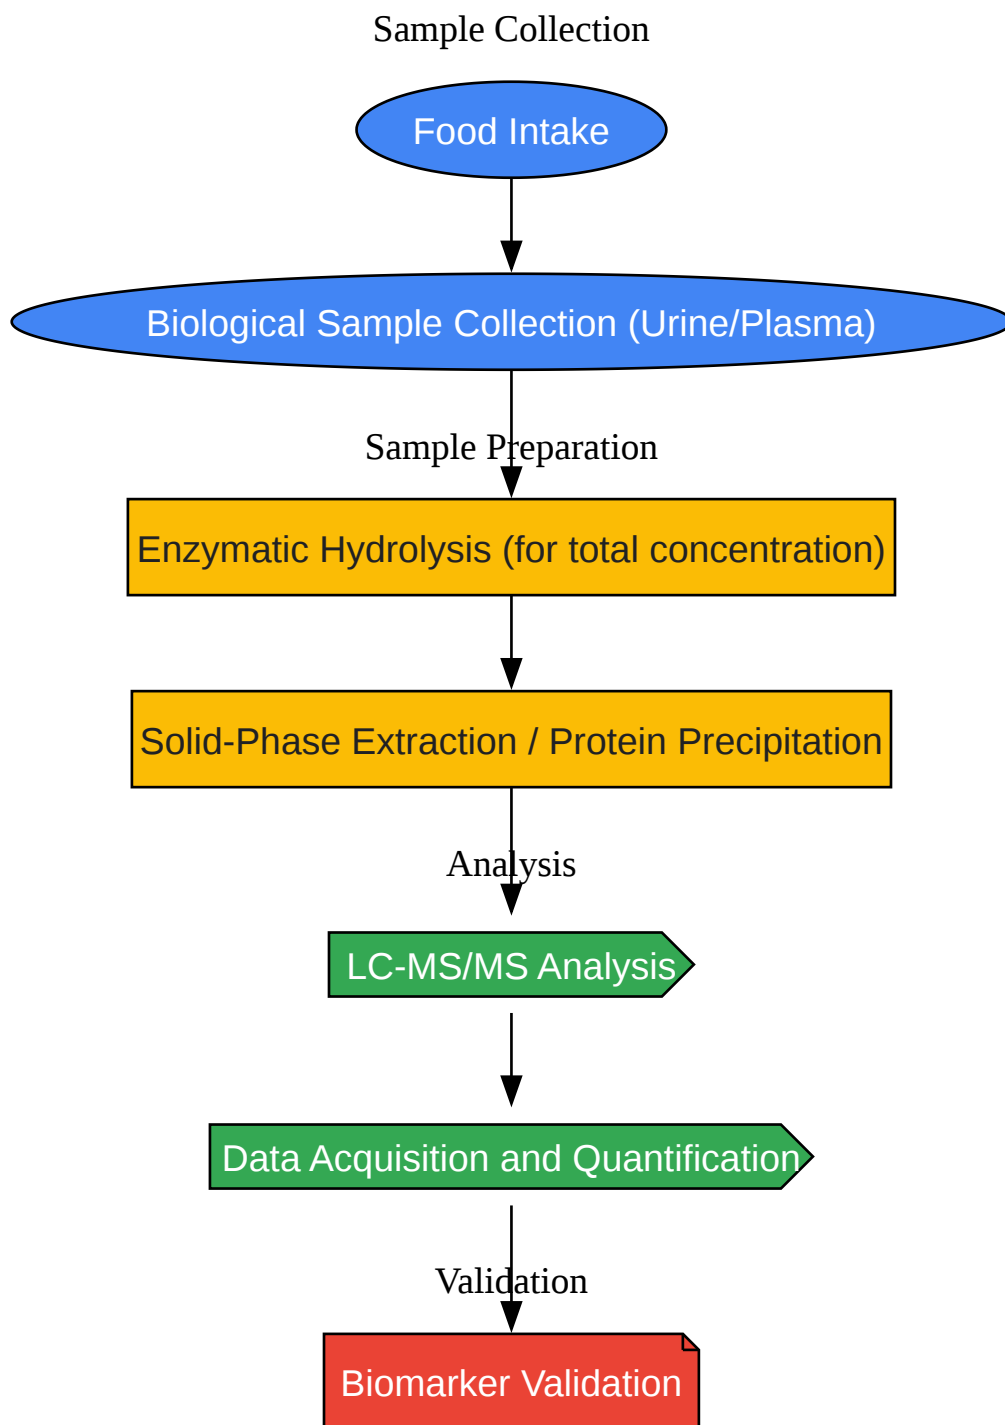 Sample Collection
Food Intake
Biological Sample Collection (Urine/Plasma)
Sample Preparation
Enzymatic Hydrolysis (for total concentration)
Solid-Phase Extraction / Protein Precipitation
Analysis
LC-MS/MS Analysis
Data Acquisition and Quantification
Validation
Biomarker Validation